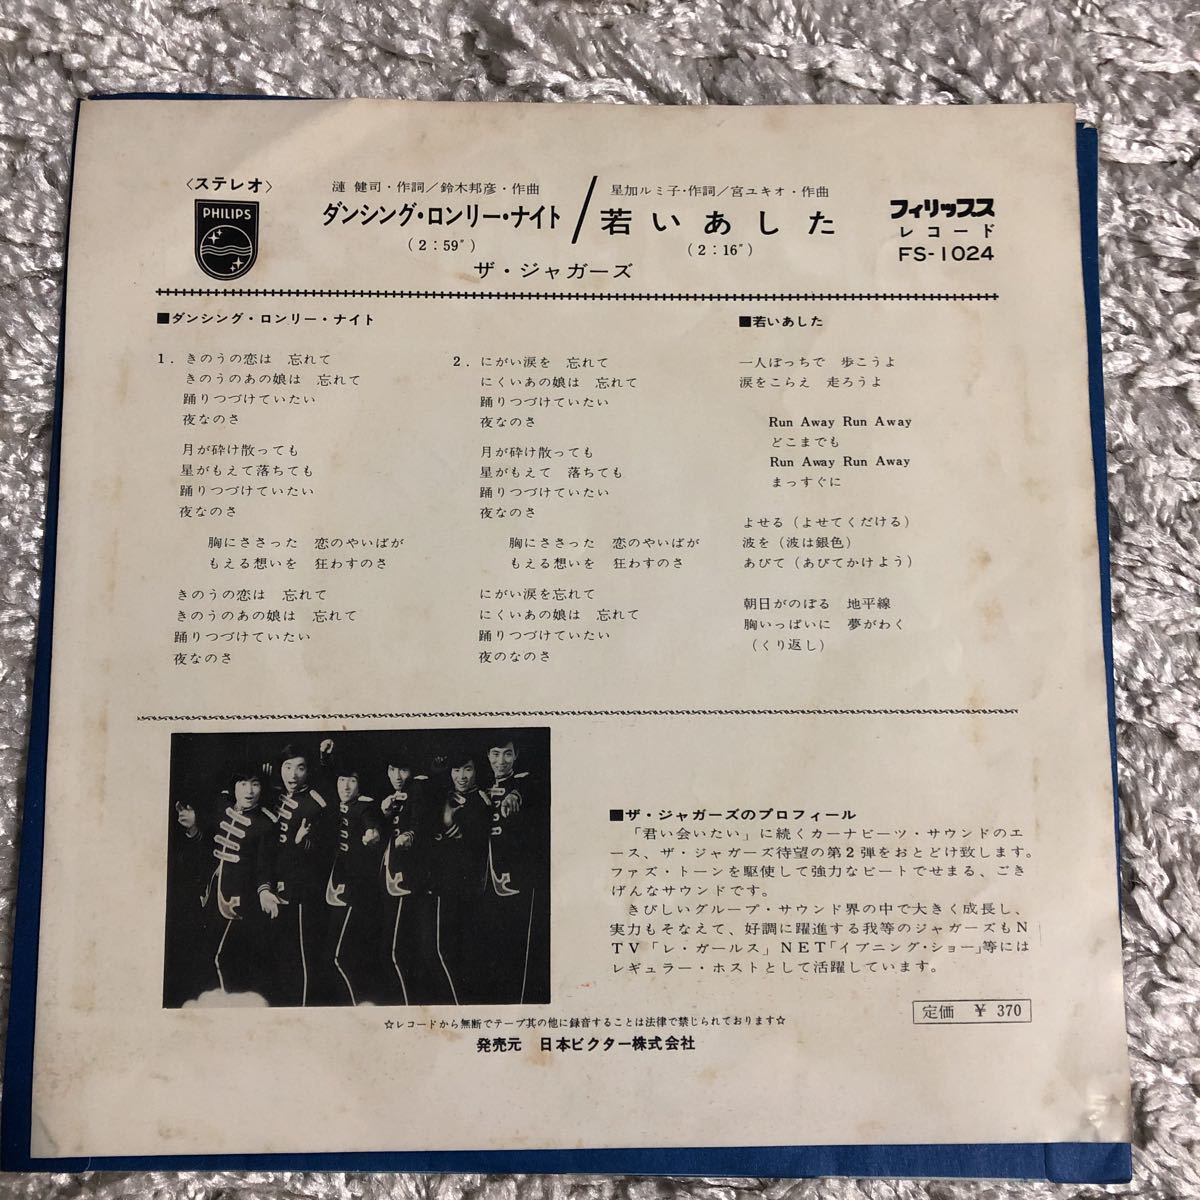 〈ステレオ〉
PHILIPS
漣 健司・作詞／鈴木邦彦・作曲
ダンシング・ロンリー・ナイト
(2:59″)
／
星加ルミ子・作詞／宮ユキオ・作曲
若いあした
(2:16″)
ザ・ジャガーズ
フィリップス
レコード
FS-1024
■ダンシング・ロンリー・ナイト
1. きのうの恋は 忘れて
きのうのあの娘は 忘れて
踊りつづけていたい
夜なのさ
月が砕け散っても
星がもえて落ちても
踊りつづけていたい
夜なのさ
胸にささった 恋のやいばが
もえる想いを 狂わすのさ
きのうの恋は 忘れて
きのうのあの娘は 忘れて
踊りつづけていたい
夜なのさ
2. にがい涙を 忘れて
にくいあの娘は 忘れて
踊りつづけていたい
夜なのさ
月が砕け散っても
星がもえて 落ちても
踊りつづけていたい
夜なのさ
胸にささった 恋のやいばが
もえる想いを 狂わすのさ
にがい涙を忘れて
にくいあの娘は 忘れて
踊りつづけていたい
夜のなのさ
■若いあした
一人ぼっちで 歩こうよ
涙をこらえ 走ろうよ
Run Away Run Away
どこまでも
Run Away Run Away
まっすぐに
よせる（よせてくだける）
波を（波は銀色）
あびて（あびてかけよう）
朝日がのぼる 地平線
胸いっぱいに 夢がわく
（くり返し）
■ザ・ジャガーズのプロフィール
「君い会いたい」に続くカーナビーツ・サウンドのエ
ース、ザ・ジャガーズ待望の第2弾をおとどけ致します。
ファズ・トーンを駆使して強力なビートでせまる、ごき
げんなサウンドです。
きびしいグループ・サウンド界の中で大きく成長し、
実力もそなえて、好調に躍進する我等のジャガーズもN
TV「レ・ガールス」NET「イブニング・ショー」等には
レギュラー・ホストとして活躍しています。
定価 ￥ 370
☆レコードから無断でテープ其の他に録音することは法律で禁じられております☆
発売元 日本ビクター株式会社